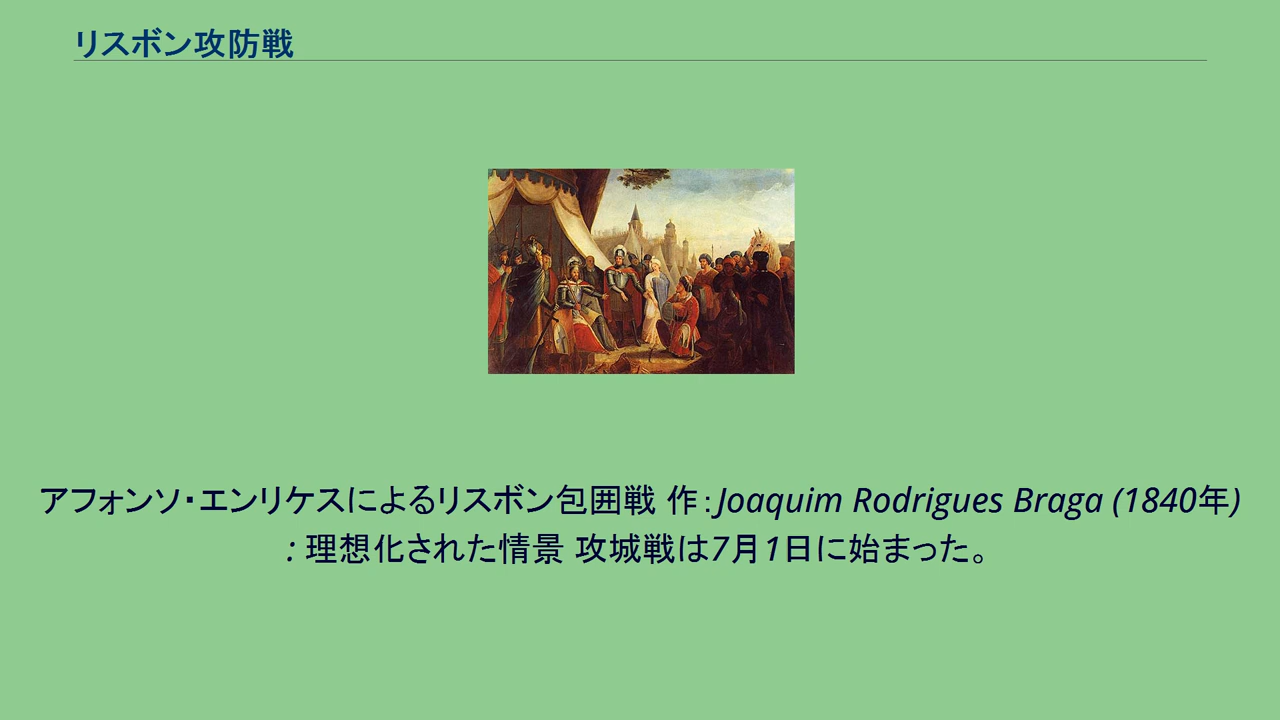 リスボン攻防戦
アフォンソ・エンリケスによるリスボン包囲戦 作：Joaquim Rodrigues Braga (1840年)
: 理想化された情景 攻城戦は7月1日に始まった。